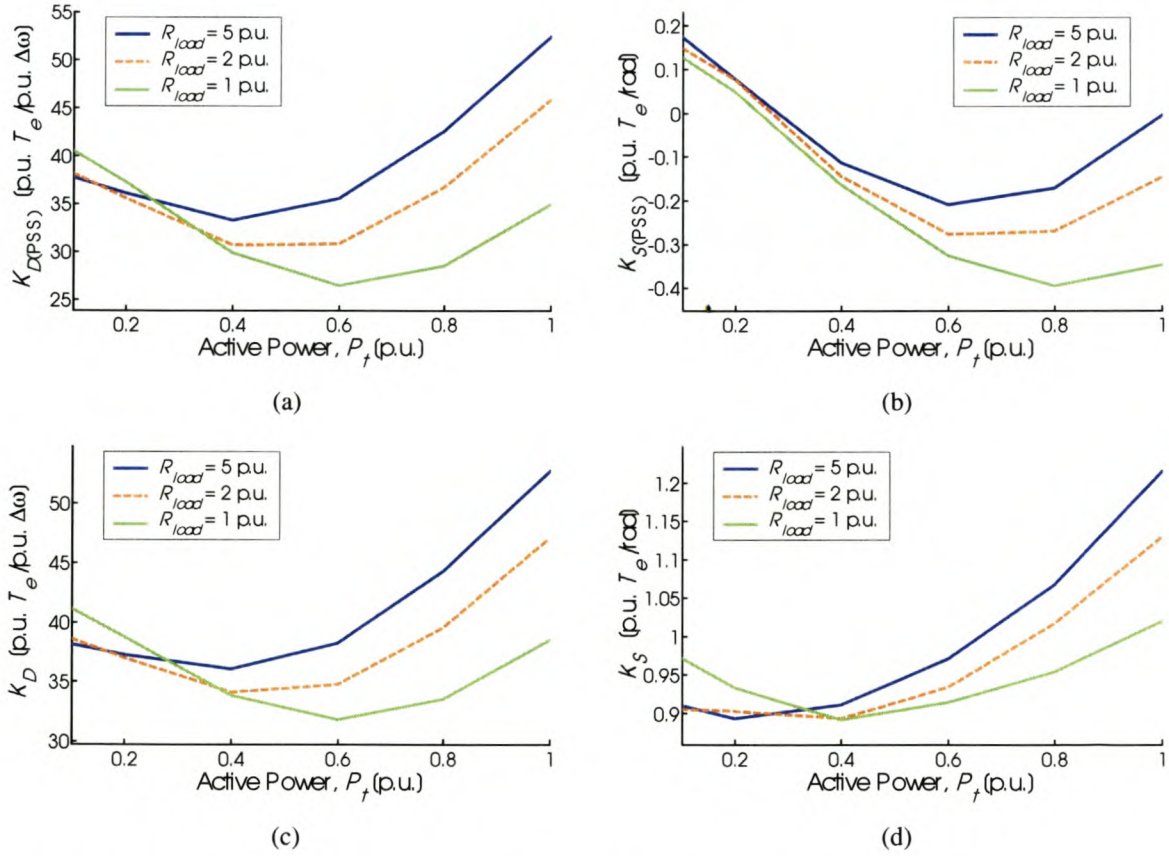 55
50
45
40
35
30
25
K_D(PSS) (p.u. T_e /p.u. Δω)
R_load = 5 p.u.
R_load = 2 p.u.
R_load = 1 p.u.
0.2 0.4 0.6 0.8 1
Active Power, P_t (p.u.)
(a)
0.2
0.1
0
-0.1
-0.2
-0.3
-0.4
K_S(PSS) (p.u. T_e /rad)
R_load = 5 p.u.
R_load = 2 p.u.
R_load = 1 p.u.
0.2 0.4 0.6 0.8 1
Active Power, P_t (p.u.)
(b)
50
45
40
35
30
K_D (p.u. T_e /p.u. Δω)
R_load = 5 p.u.
R_load = 2 p.u.
R_load = 1 p.u.
0.2 0.4 0.6 0.8 1
Active Power, P_t (p.u.)
(c)
1.2
1.15
1.1
1.05
1
0.95
0.9
K_S (p.u. T_e /rad)
R_load = 5 p.u.
R_load = 2 p.u.
R_load = 1 p.u.
0.2 0.4 0.6 0.8 1
Active Power, P_t (p.u.)
(d)